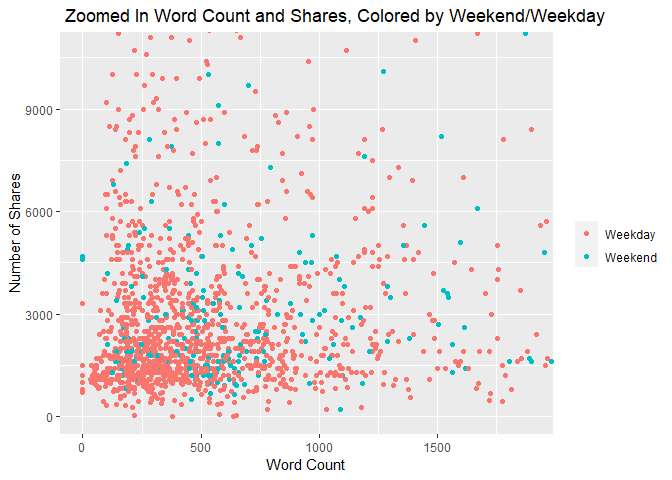 Zoomed In Word Count and Shares, Colored by Weekend/Weekday
Number of Shares
9000
6000
3000
0
0
500
1000
1500
Word Count
Weekday
Weekend